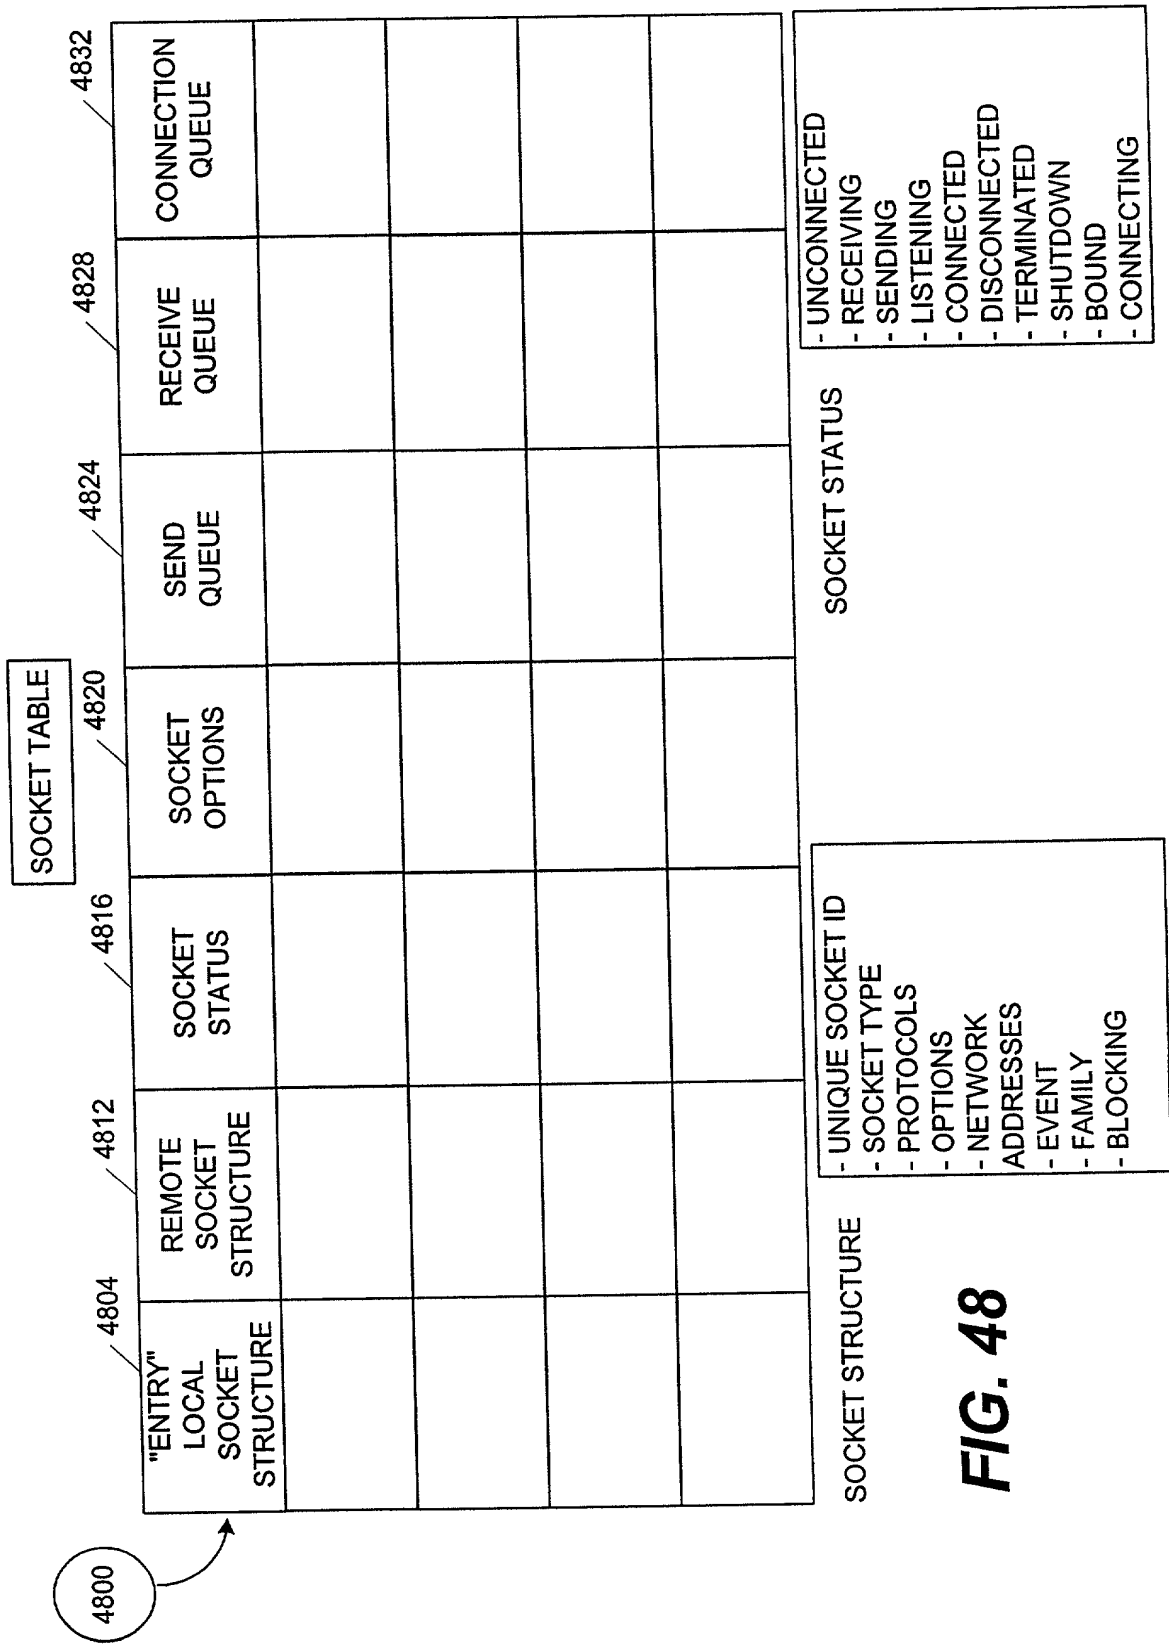 SOCKET TABLE
4800
4804
4812
4816
4820
4824
4828
4832
"ENTRY"
LOCAL
SOCKET
STRUCTURE
REMOTE
SOCKET
STRUCTURE
SOCKET
STATUS
SOCKET
OPTIONS
SEND
QUEUE
RECEIVE
QUEUE
CONNECTION
QUEUE
SOCKET STRUCTURE
- UNIQUE SOCKET ID
- SOCKET TYPE
- PROTOCOLS
- OPTIONS
- NETWORK
ADDRESSES
- EVENT
- FAMILY
- BLOCKING
SOCKET STATUS
- UNCONNECTED
- RECEIVING
- SENDING
- LISTENING
- CONNECTED
- DISCONNECTED
- TERMINATED
- SHUTDOWN
- BOUND
- CONNECTING
FIG. 48